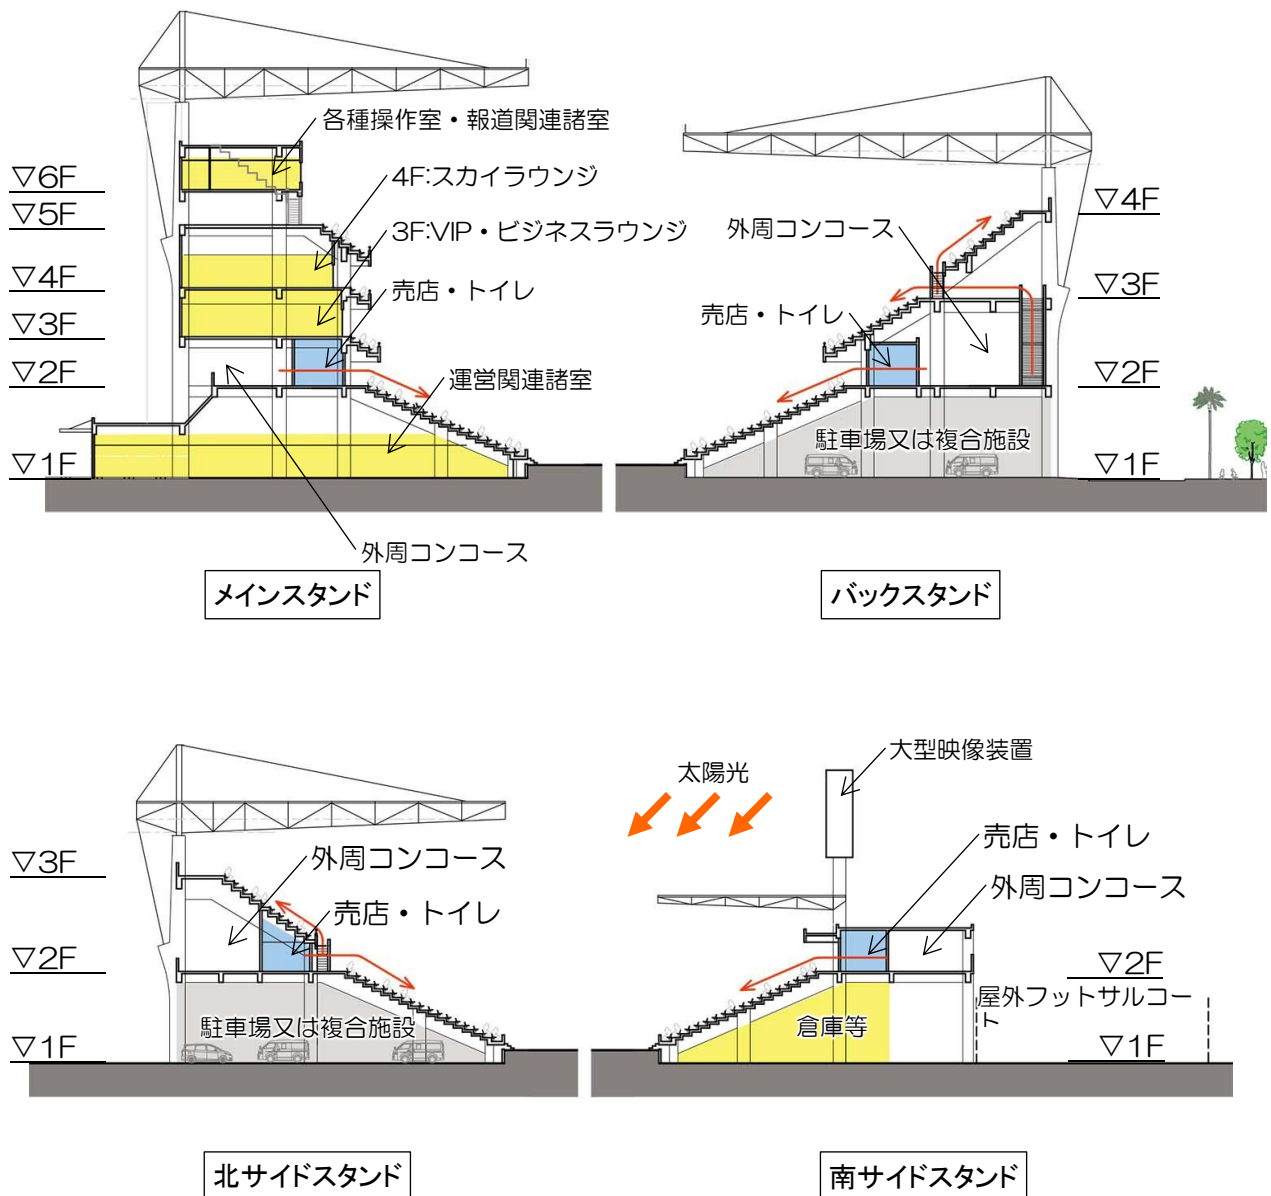 各種操作室・報道関連諸室
▽6F
4F:スカイラウンジ
▽5F
3F:VIP・ビジネスラウンジ
▽4F
売店・トイレ
▽3F
▽2F
運営関連諸室
▽1F
外周コンコース
メインスタンド
▽4F
外周コンコース
▽3F
売店・トイレ
▽2F
駐車場又は複合施設
▽1F
バックスタンド
▽3F
外周コンコース
売店・トイレ
▽2F
駐車場又は複合施設
▽1F
北サイドスタンド
大型映像装置
太陽光
売店・トイレ
外周コンコース
▽2F
屋外フットサルコー
ト
倉庫等
▽1F
南サイドスタンド